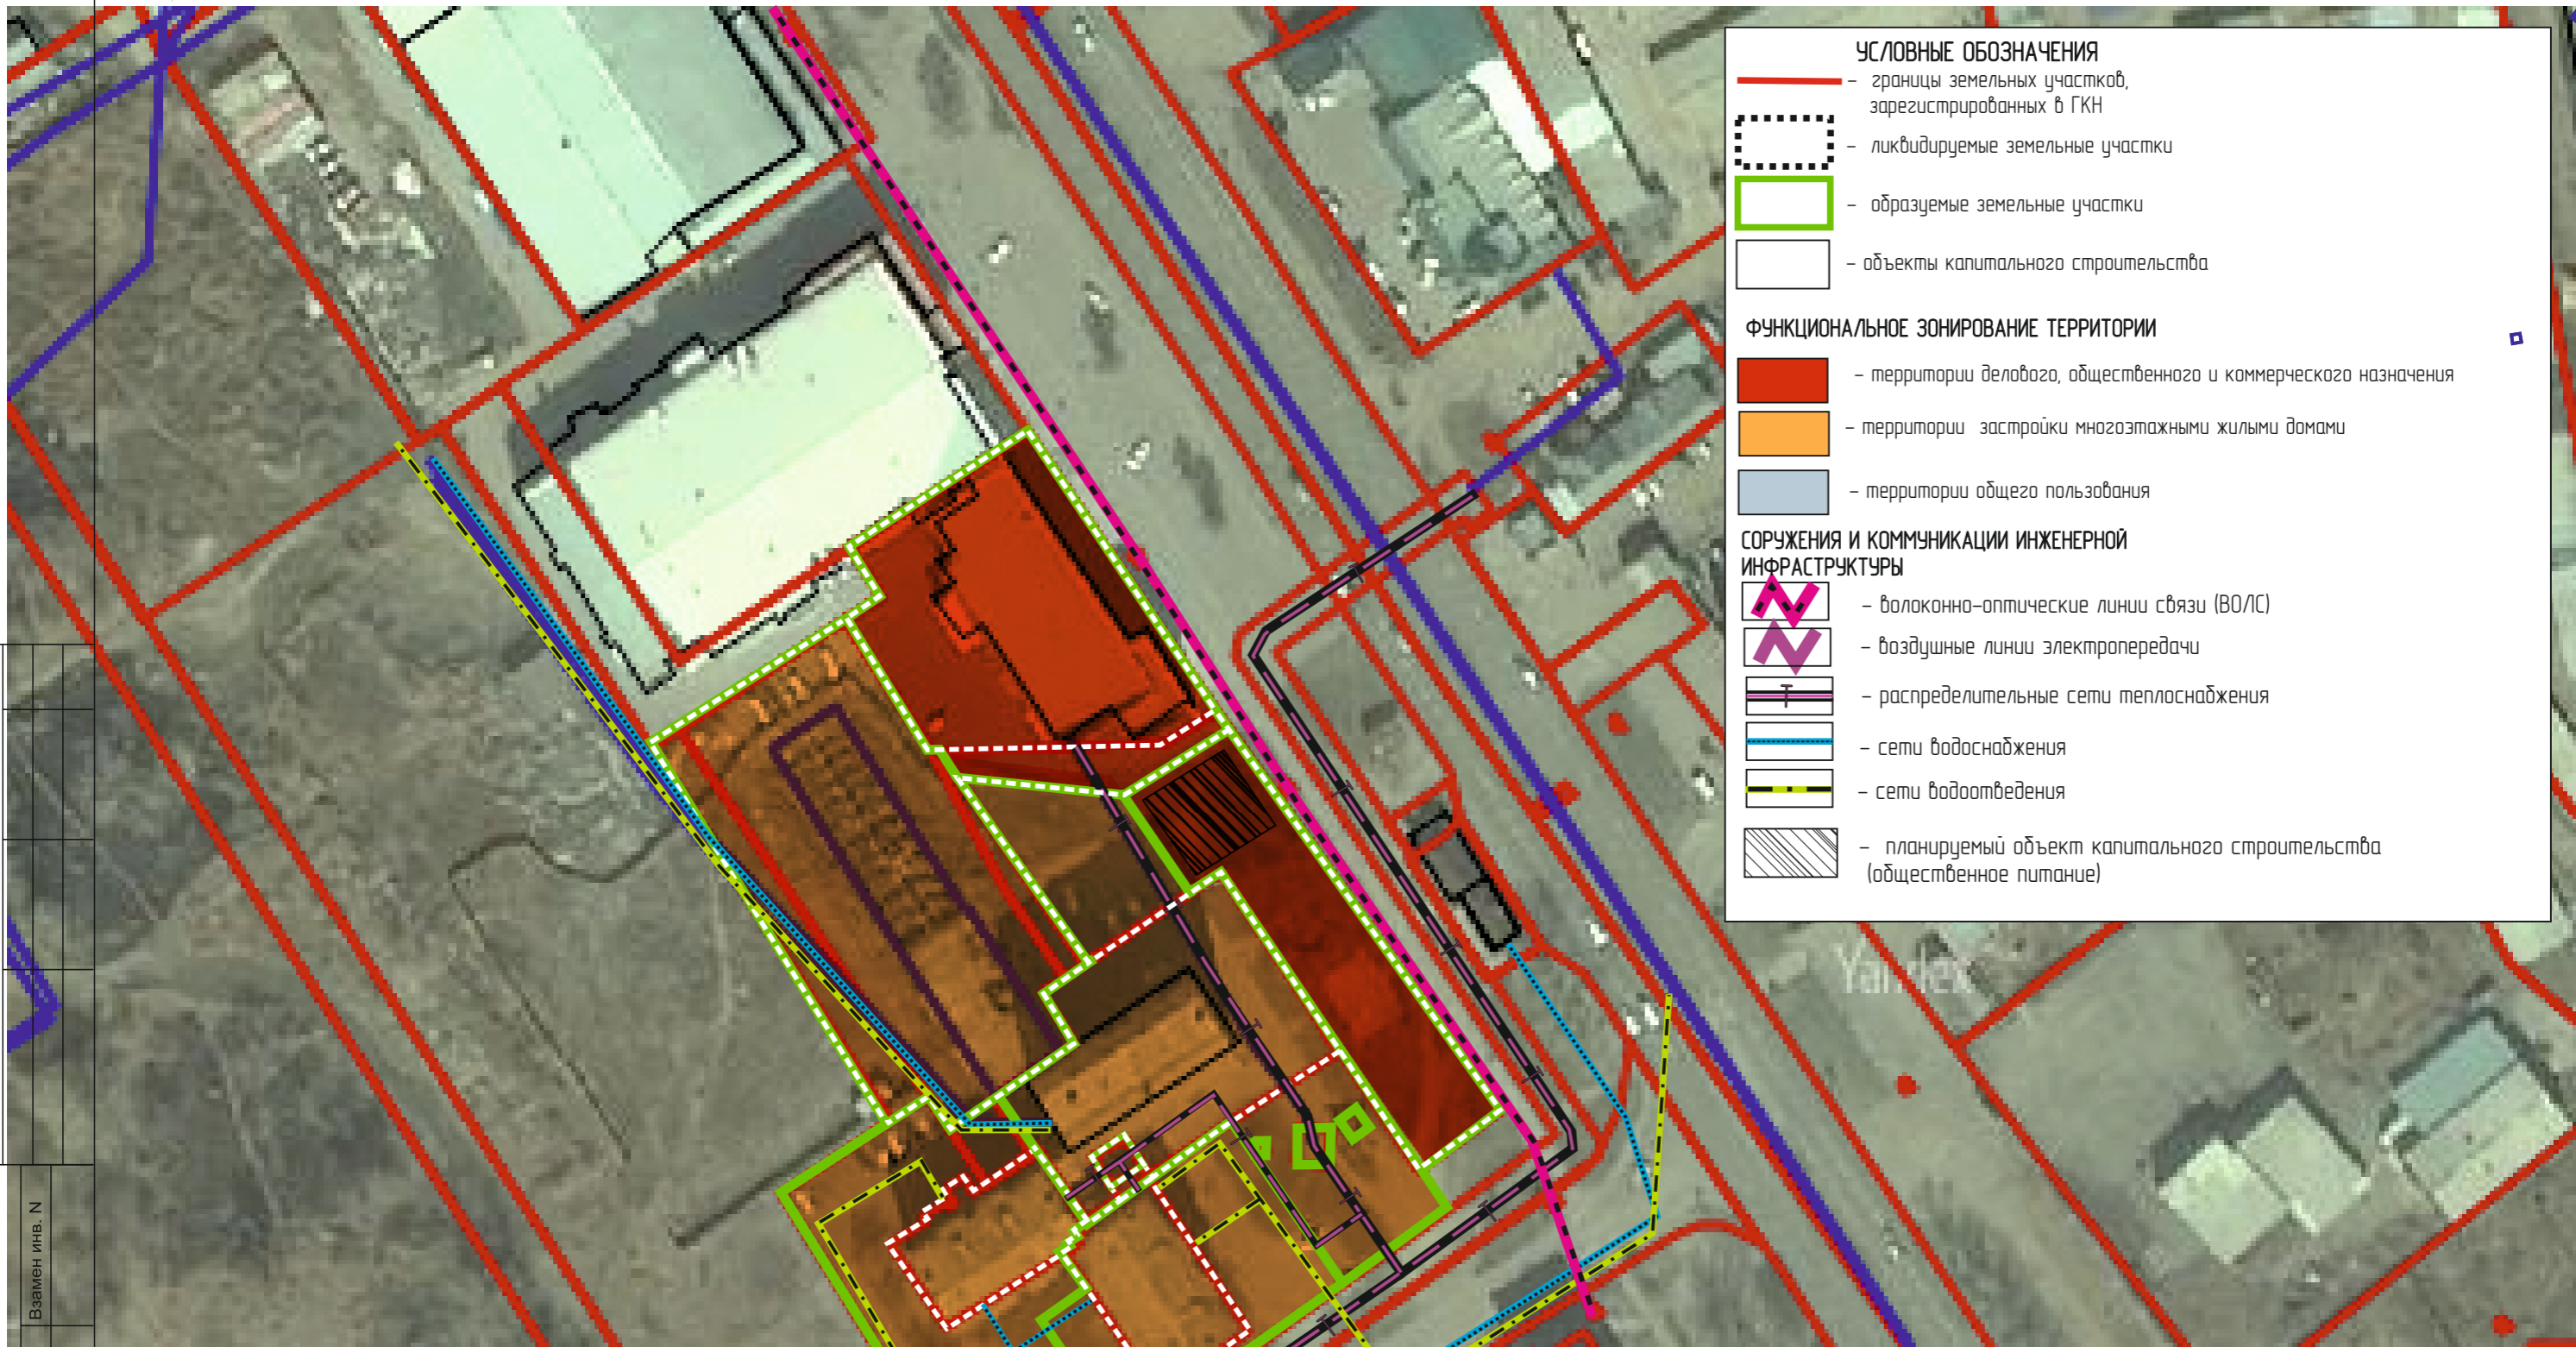 УСЛОВНЫЕ ОБОЗНАЧЕНИЯ
- границы земельных участков,
зарегистрированных в ГКН
- ликвидируемые земельные участки
- образуемые земельные участки
- объекты капитального строительства
ФУНКЦИОНАЛЬНОЕ ЗОНИРОВАНИЕ ТЕРРИТОРИИ
- территории делового, общественного и коммерческого назначения
- территории застройки многоэтажными жилыми домами
- территории общего пользования
СОРУЖЕНИЯ И КОММУНИКАЦИИ ИНЖЕНЕРНОЙ
ИНФРАСТРУКТУРЫ
- волоконно-оптические линии связи (ВОЛС)
- воздушные линии электропередачи
- распределительные сети теплоснабжения
- сети водоснабжения
- сети водоотведения
- планируемый объект капитального строительства
(общественное питание)
Yandex
Взамен инв. N